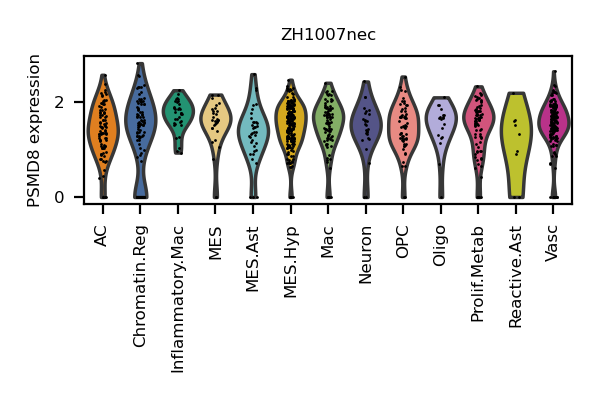 ZH1007nec
PSMD8 expression
2
0
AC
Chromatin.Reg
Inflammatory.Mac
MES
MES.Ast
MES.Hyp
Mac
Neuron
OPC
Oligo
Prolif.Metab
Reactive.Ast
Vasc